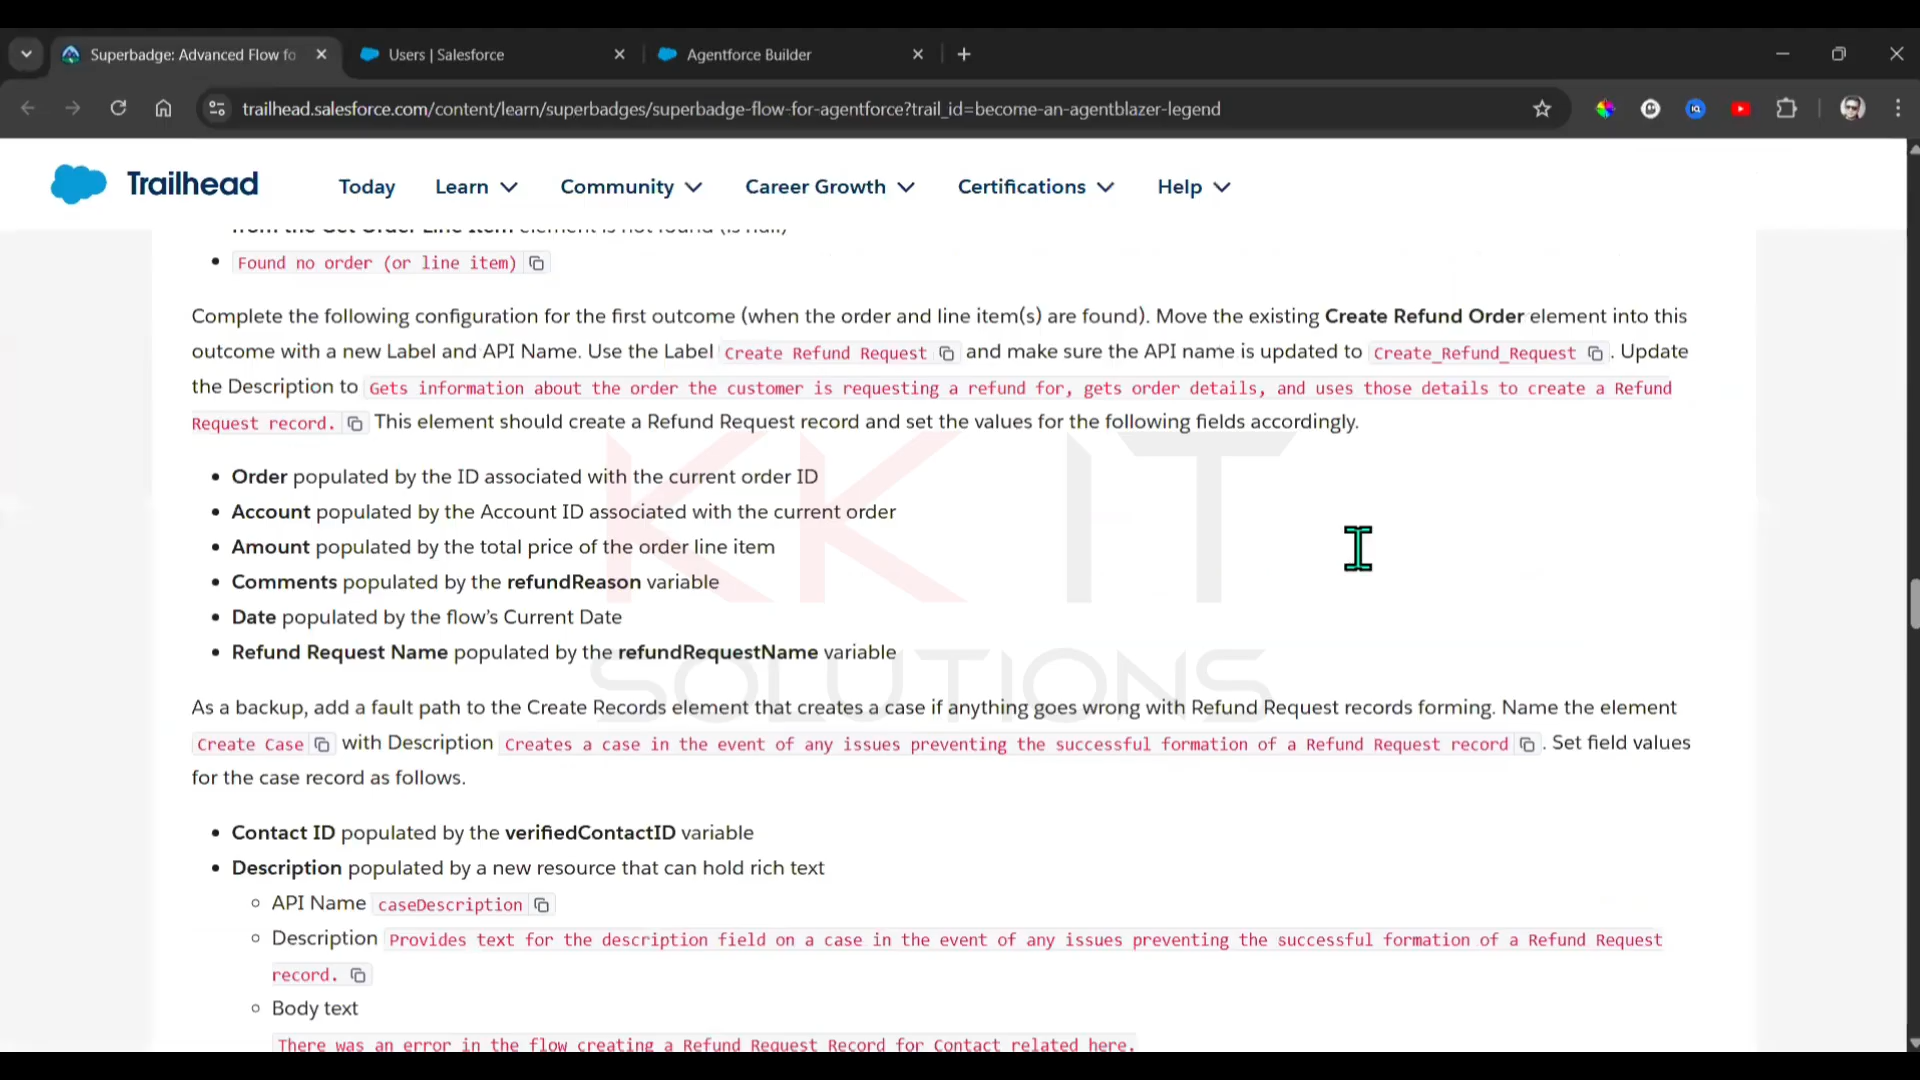 Superbadge: Advanced Flow fo
Users | Salesforce
Agentforce Builder
trailhead.salesforce.com/content/learn/superbadges/superbadge-flow-for-agentforce?trail_id=become-an-agentblazer-legend
Trailhead
Today
Learn
Community
Career Growth
Certifications
Help
from the Get Order Line Item element is not found (is null)
Found no order (or line item)
Complete the following configuration for the first outcome (when the order and line item(s) are found). Move the existing Create Refund Order element into this
outcome with a new Label and API Name. Use the Label Create Refund Request and make sure the API name is updated to Create_Refund_Request . Update
the Description to Gets information about the order the customer is requesting a refund for, gets order details, and uses those details to create a Refund
Request record. This element should create a Refund Request record and set the values for the following fields accordingly.
Order populated by the ID associated with the current order ID
Account populated by the Account ID associated with the current order
Amount populated by the total price of the order line item
Comments populated by the refundReason variable
Date populated by the flow’s Current Date
Refund Request Name populated by the refundRequestName variable
As a backup, add a fault path to the Create Records element that creates a case if anything goes wrong with Refund Request records forming. Name the element
Create Case with Description Creates a case in the event of any issues preventing the successful formation of a Refund Request record . Set field values
for the case record as follows.
Contact ID populated by the verifiedContactID variable
Description populated by a new resource that can hold rich text
API Name caseDescription
Description Provides text for the description field on a case in the event of any issues preventing the successful formation of a Refund Request
record.
Body text
There was an error in the flow creating a Refund Request Record for Contact related here.
KK IT
SOLUTIONS